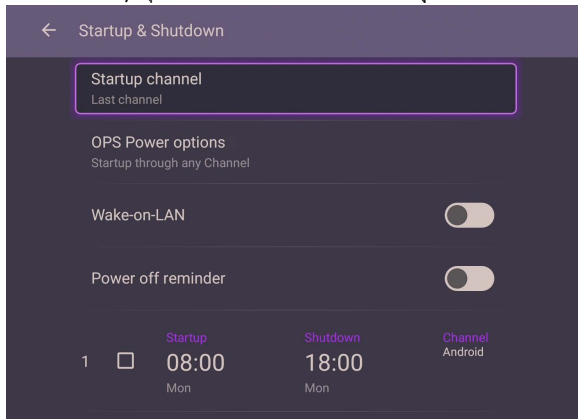 Startup & Shutdown
Startup channel
Last channel
OPS Power options
Startup through any Channel
Wake-on-LAN
Power off reminder
Startup Shutdown Channel
1 08:00 18:00 Android
Mon Mon